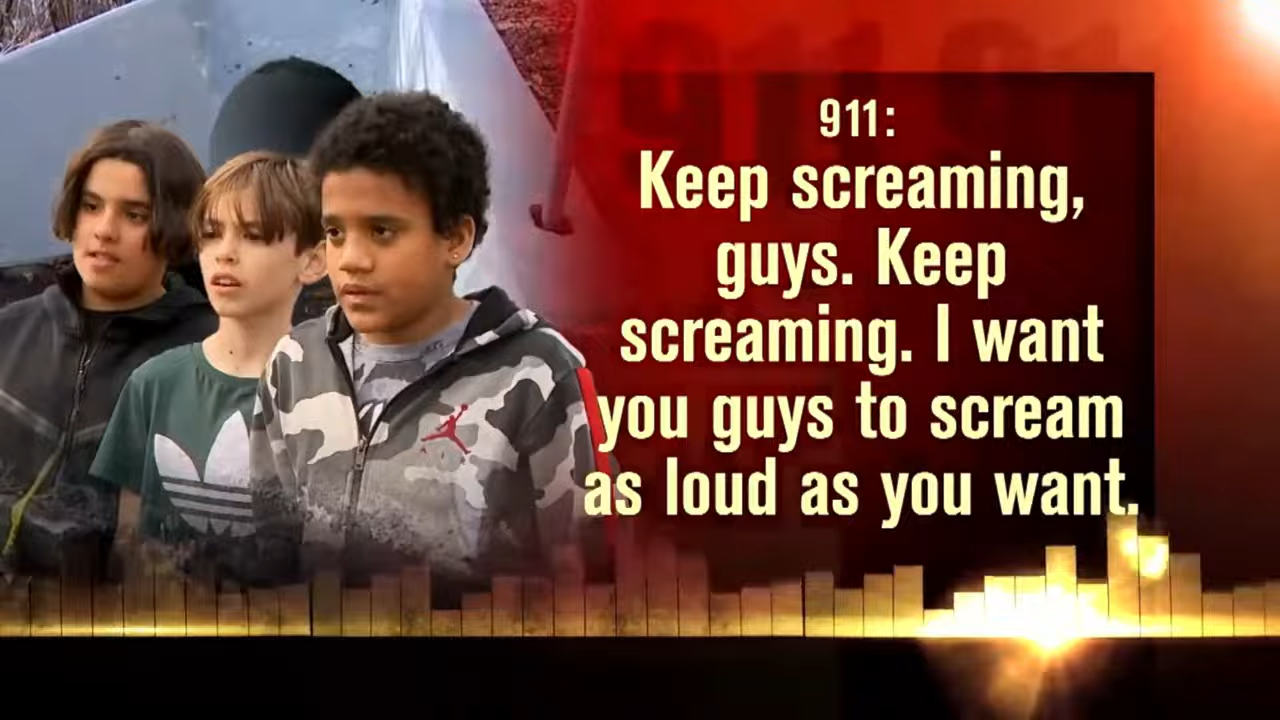 911:
Keep screaming,
guys. Keep
screaming. I want
you guys to scream
as loud as you want.